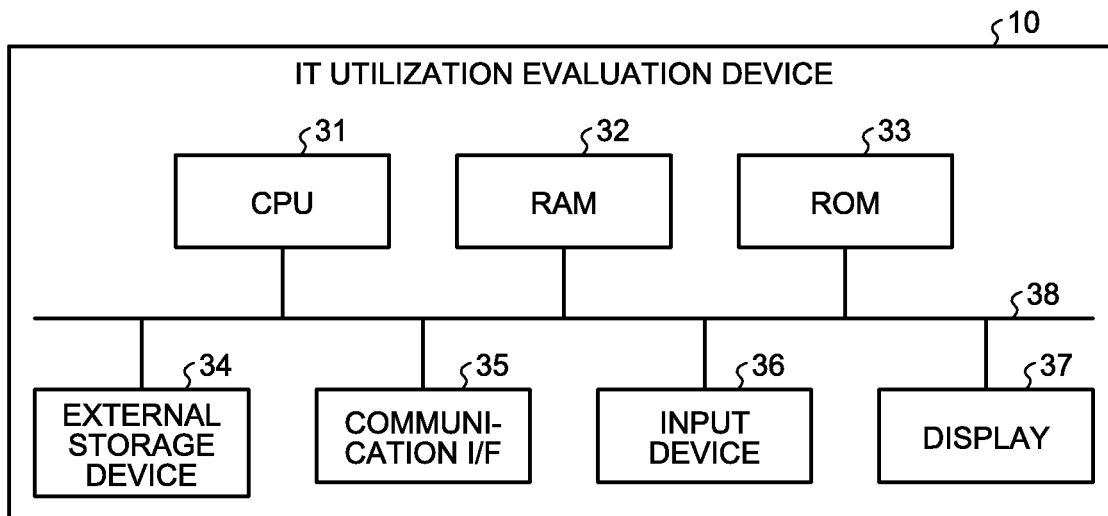 10
IT UTILIZATION EVALUATION DEVICE
31
32
33
CPU
RAM
ROM
38
34
35
36
37
EXTERNAL
STORAGE
DEVICE
COMMUNI-
CATION I/F
INPUT
DEVICE
DISPLAY